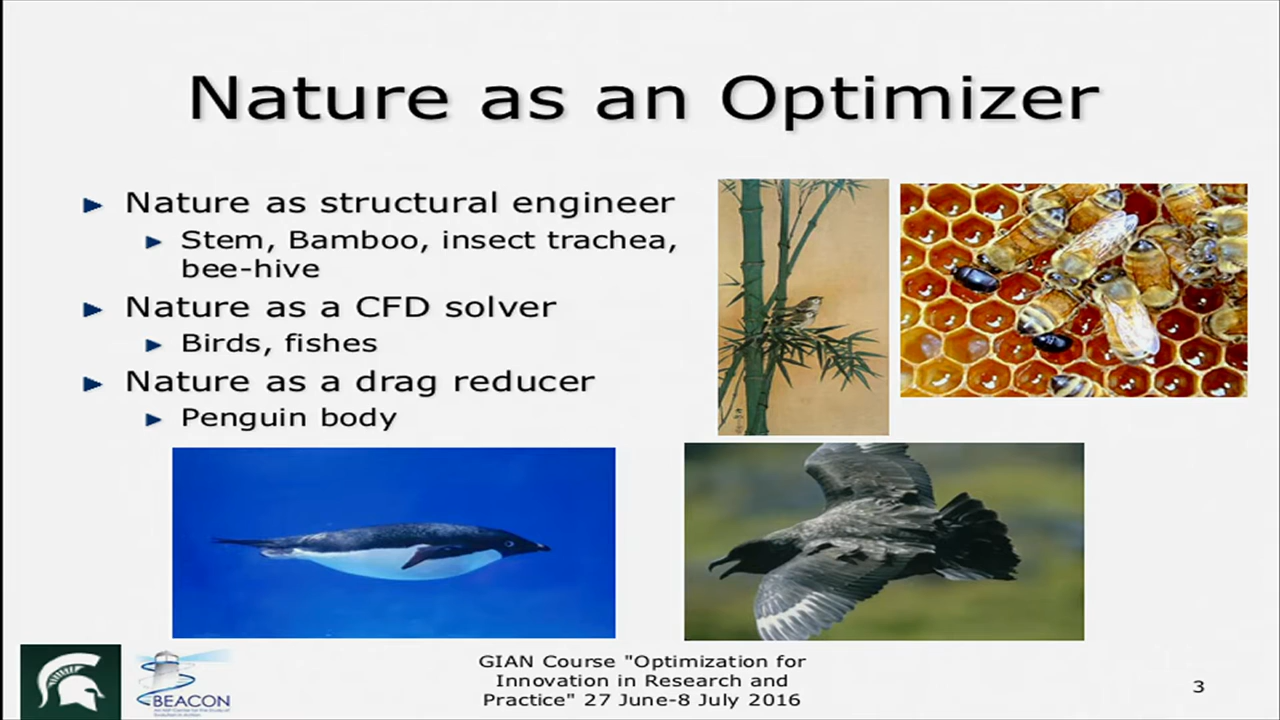 Nature as an Optimizer
Nature as structural engineer
Stem, Bamboo, insect trachea,
bee-hive
Nature as a CFD solver
Birds, fishes
Nature as a drag reducer
Penguin body
BEACON
GIAN Course "Optimization for
Innovation in Research and
Practice" 27 June-8 July 2016
3